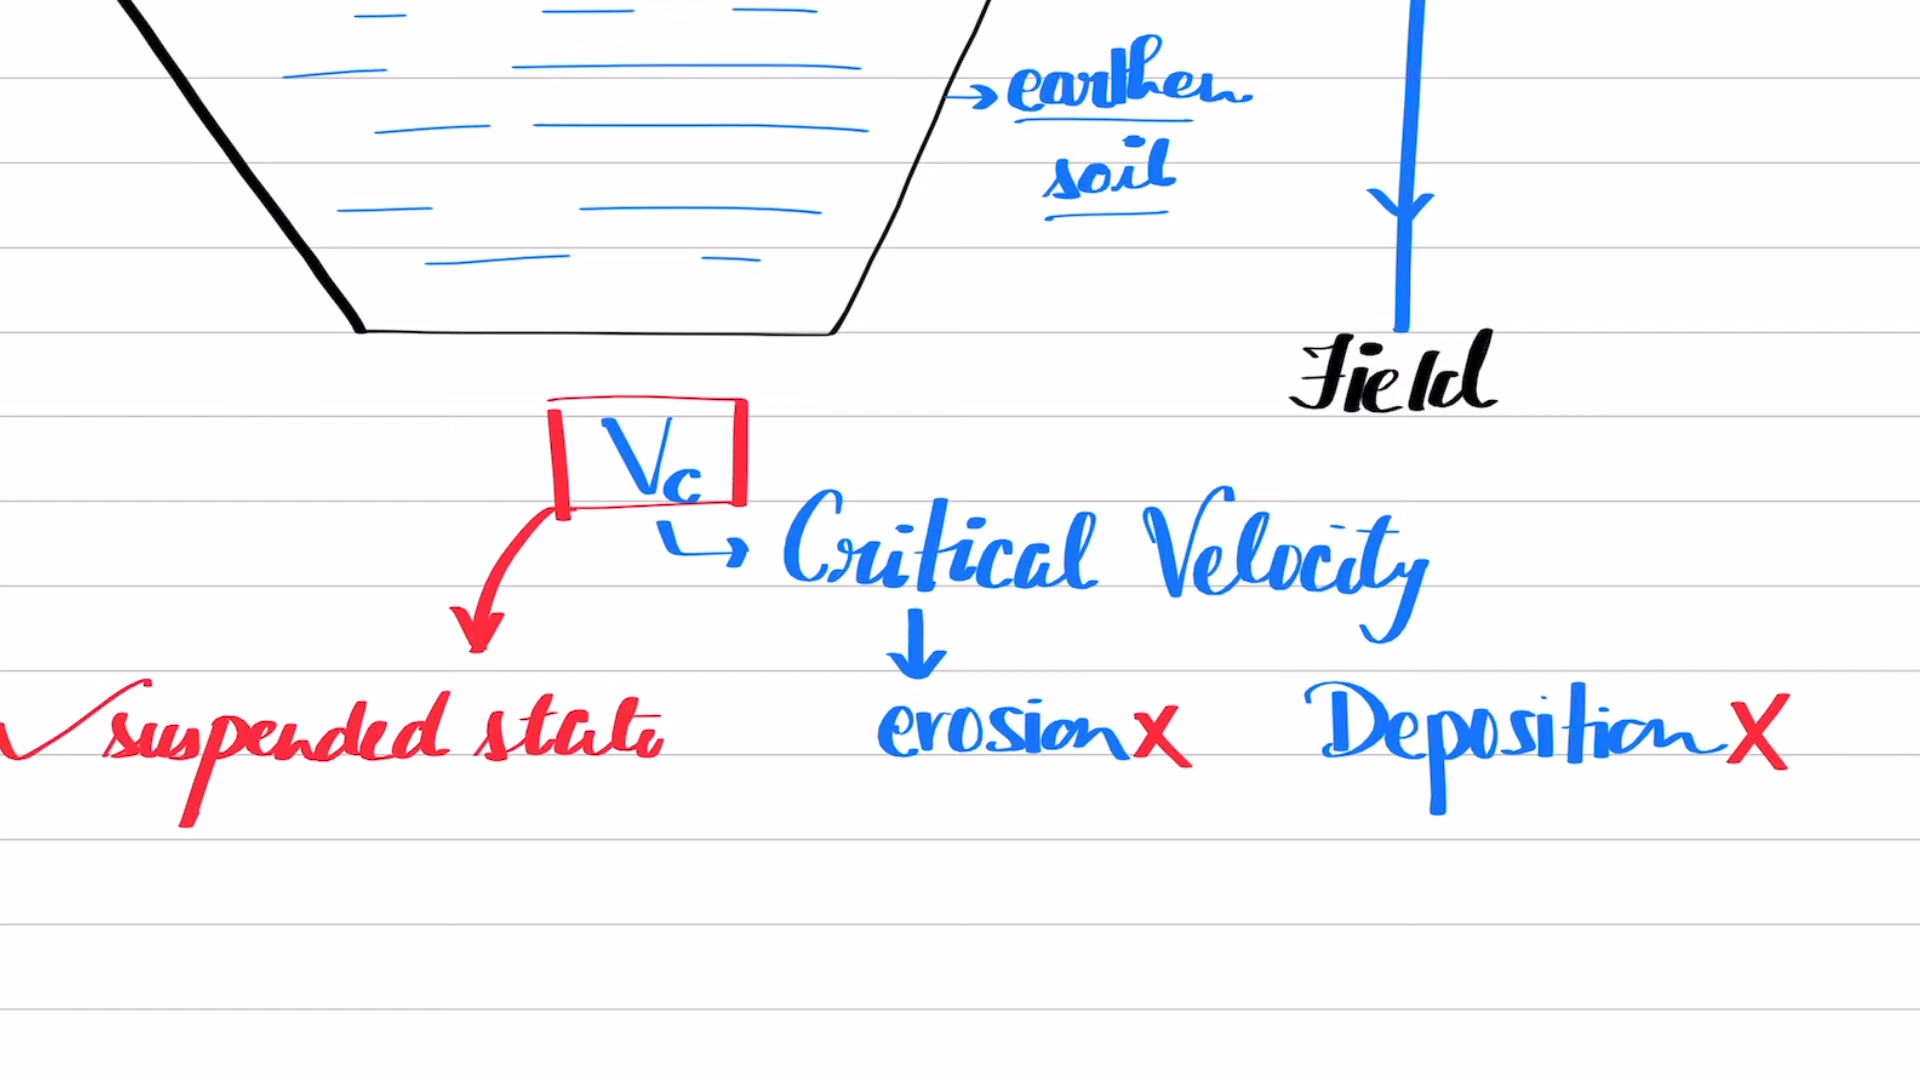 earthen
soil
Field
Vc
Critical Velocity
suspended state erosion X Deposition X